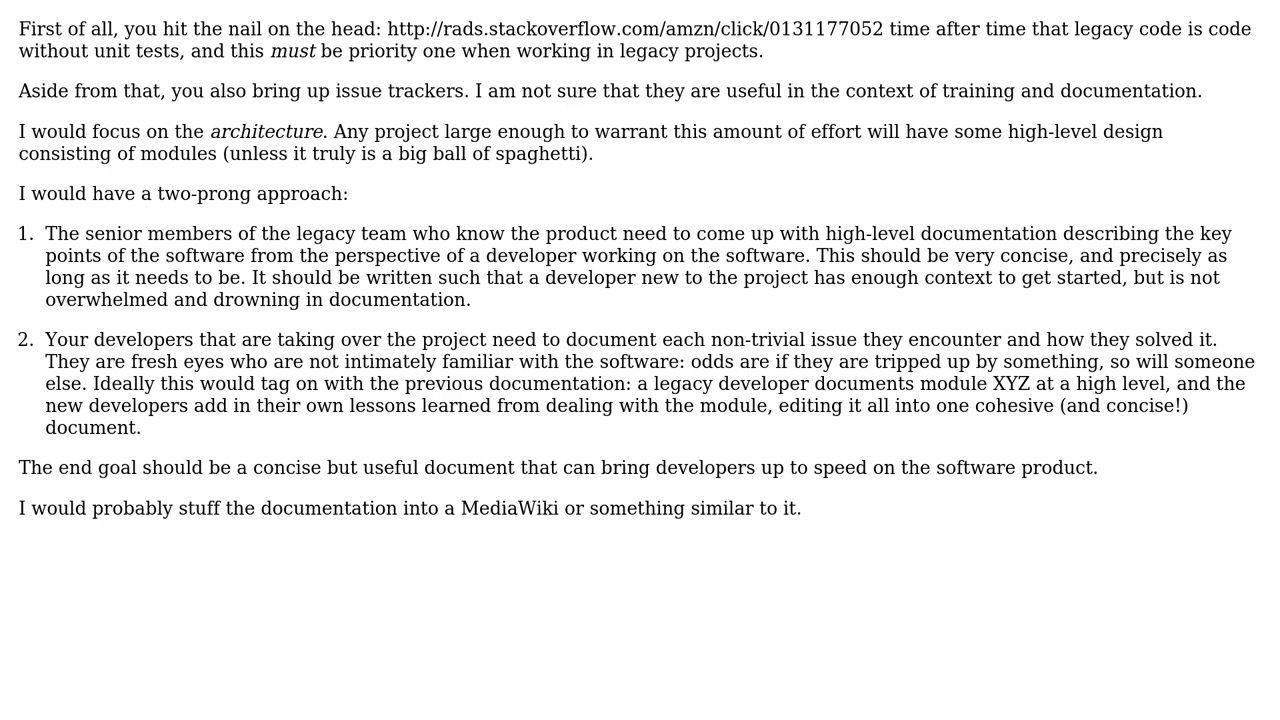 First of all, you hit the nail on the head: http://rads.stackoverflow.com/amzn/click/0131177052 time after time that legacy code is code
without unit tests, and this must be priority one when working in legacy projects.
Aside from that, you also bring up issue trackers. I am not sure that they are useful in the context of training and documentation.
I would focus on the architecture. Any project large enough to warrant this amount of effort will have some high-level design
consisting of modules (unless it truly is a big ball of spaghetti).
I would have a two-prong approach:
1. The senior members of the legacy team who know the product need to come up with high-level documentation describing the key
points of the software from the perspective of a developer working on the software. This should be very concise, and precisely as
long as it needs to be. It should be written such that a developer new to the project has enough context to get started, but is not
overwhelmed and drowning in documentation.
2. Your developers that are taking over the project need to document each non-trivial issue they encounter and how they solved it.
They are fresh eyes who are not intimately familiar with the software: odds are if they are tripped up by something, so will someone
else. Ideally this would tag on with the previous documentation: a legacy developer documents module XYZ at a high level, and the
new developers add in their own lessons learned from dealing with the module, editing it all into one cohesive (and concise!)
document.
The end goal should be a concise but useful document that can bring developers up to speed on the software product.
I would probably stuff the documentation into a MediaWiki or something similar to it.